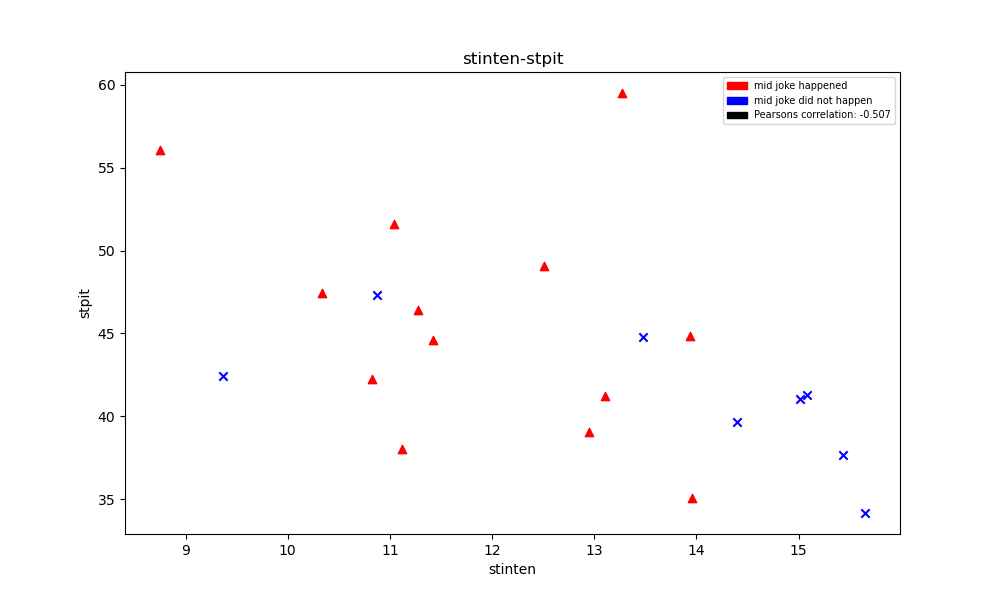 stinten-stpit
mid joke happened
mid joke did not happen
Pearsons correlation: -0.507
60
55
50
45
40
35
stpit
9 10 11 12 13 14 15
stinten